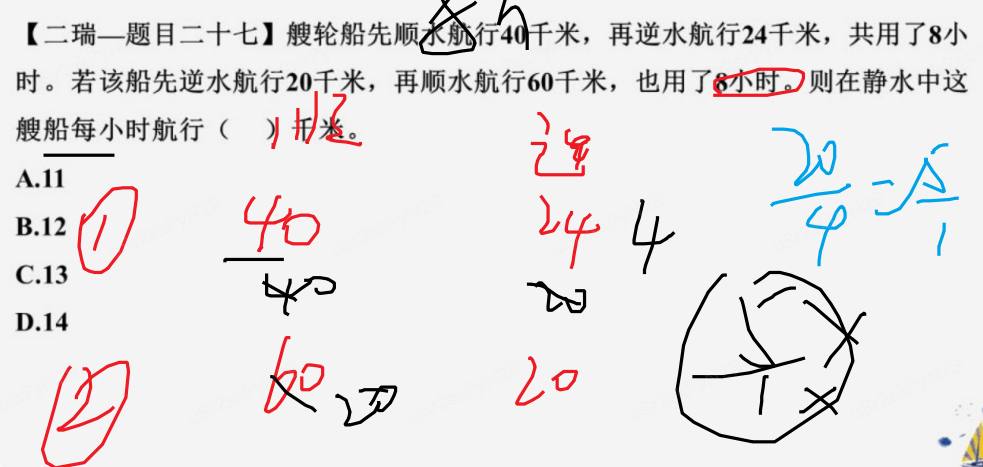 【二瑞—题目二十七】艘轮船先顺水航行40千米，再逆水航行24千米，共用了8小
时。若该船先逆水航行20千米，再顺水航行60千米，也用了8小时。则在静水中这
艘船每小时航行（ ）千米。
A.11
B.12
C.13
D.14
①
40
24
4
20/4=5/1
40
20
②
60
20
20